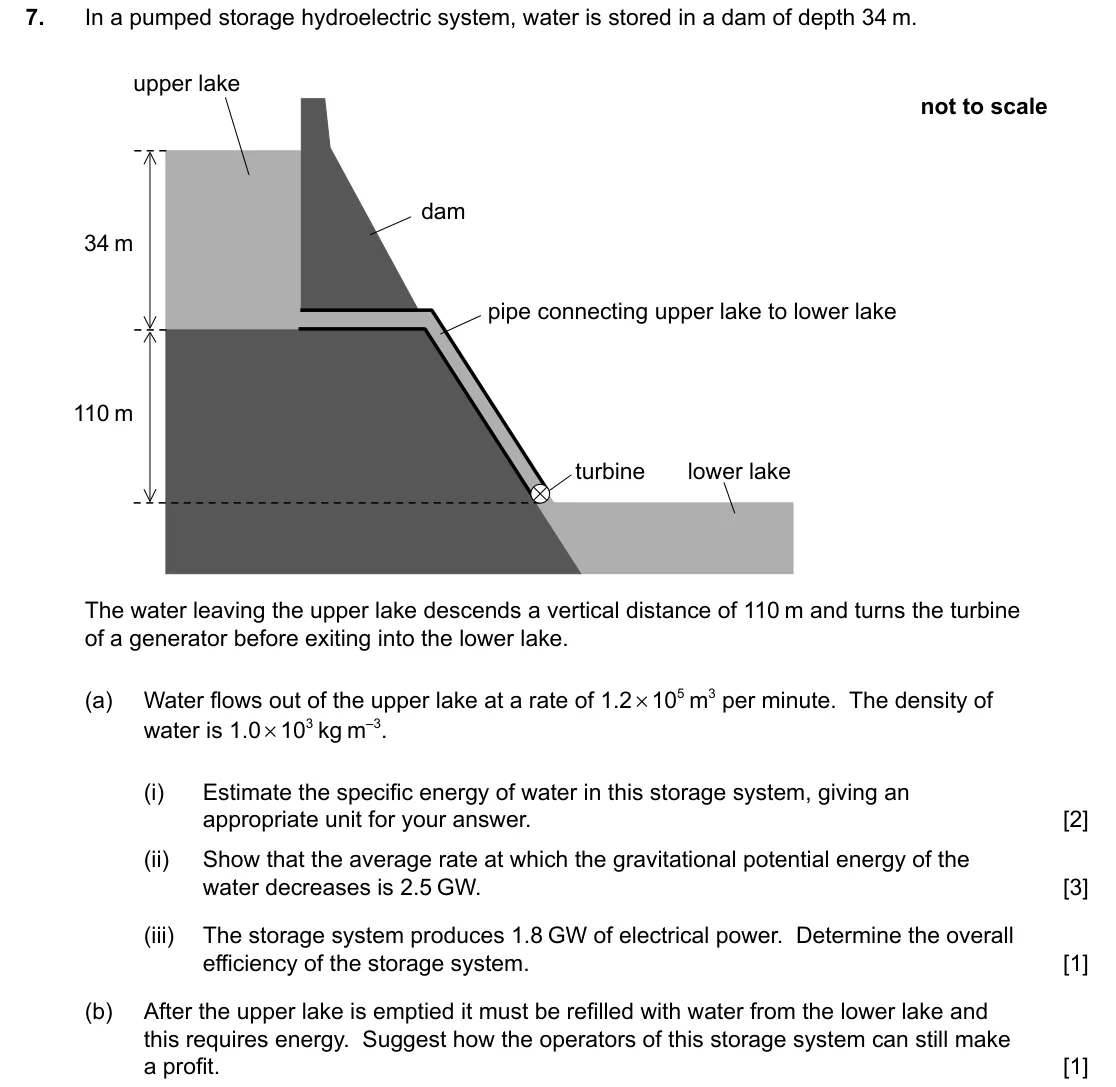 7. In a pumped storage hydroelectric system, water is stored in a dam of depth 34 m.
upper lake
not to scale
dam
34 m
pipe connecting upper lake to lower lake
110 m
turbine
lower lake
The water leaving the upper lake descends a vertical distance of 110 m and turns the turbine
of a generator before exiting into the lower lake.
(a) Water flows out of the upper lake at a rate of 1.2 × 10⁵ m³ per minute. The density of
water is 1.0 × 10³ kg m⁻³.
(i) Estimate the specific energy of water in this storage system, giving an
appropriate unit for your answer. [2]
(ii) Show that the average rate at which the gravitational potential energy of the
water decreases is 2.5 GW. [3]
(iii) The storage system produces 1.8 GW of electrical power. Determine the overall
efficiency of the storage system. [1]
(b) After the upper lake is emptied it must be refilled with water from the lower lake and
this requires energy. Suggest how the operators of this storage system can still make
a profit. [1]